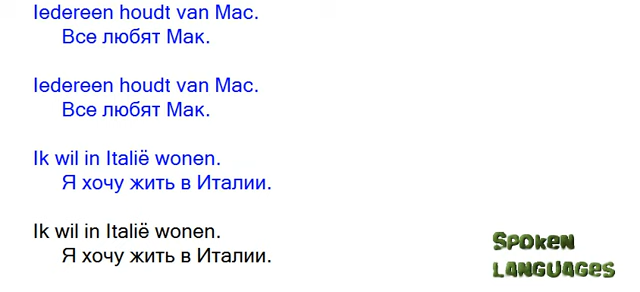 Iedereen houdt van Mac.
Все любят Мак.
Iedereen houdt van Mac.
Все любят Мак.
Ik wil in Italië wonen.
Я хочу жить в Италии.
Ik wil in Italië wonen.
Я хочу жить в Италии.
Spoken
Languages